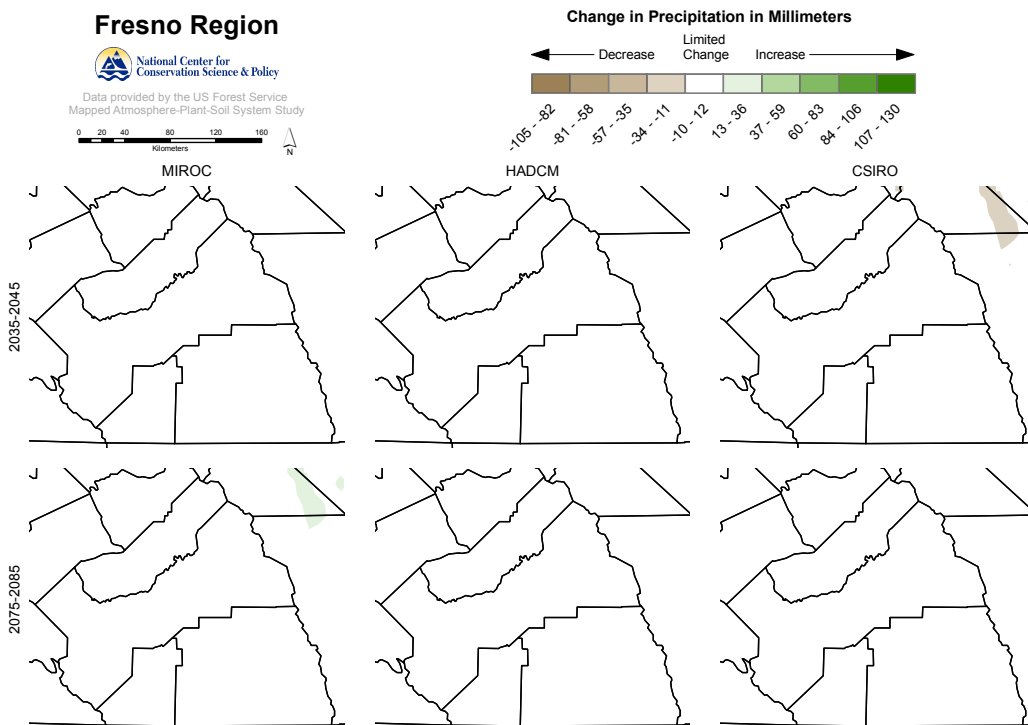 Fresno Region
National Center for
Conservation Science & Policy
Data provided by the US Forest Service
Mapped Atmosphere-Plant-Soil System Study
0 20 40 80 120 160
Kilometers
N
Change in Precipitation in Millimeters
Decrease
Limited
Change
Increase
-105 - -82
-81 - -58
-57 - -35
-34 - -11
-10 - 12
13 - 36
37 - 59
60 - 83
84 - 106
107 - 130
MIROC
HADCM
CSIRO
2035-2045
2075-2085